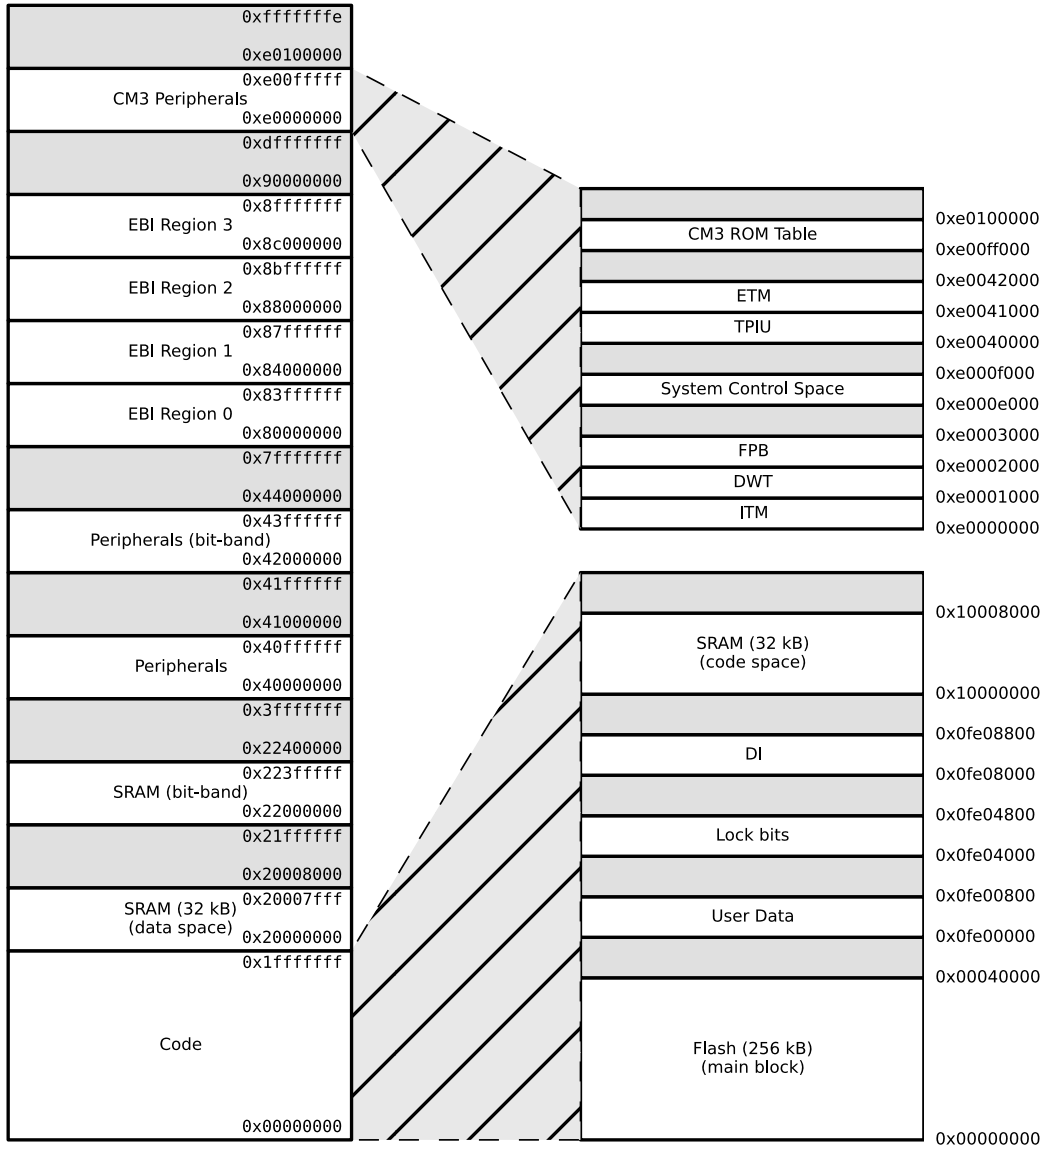 0xfffffffe
0xe0100000
0xe00fffff
CM3 Peripherals
0xe0000000
0xdfffffff
0x90000000
0x8fffffff
EBI Region 3
0x8c000000
0x8bffffff
EBI Region 2
0x88000000
0x87ffffff
EBI Region 1
0x84000000
0x83ffffff
EBI Region 0
0x80000000
0x7fffffff
0x44000000
0x43ffffff
Peripherals (bit-band)
0x42000000
0x41ffffff
0x41000000
0x40ffffff
Peripherals
0x40000000
0x3fffffff
0x22400000
0x223fffff
SRAM (bit-band)
0x22000000
0x21ffffff
0x20008000
0x20007fff
SRAM (32 kB)
(data space)
0x20000000
0x1fffffff
Code
0x00000000
0xe0100000
CM3 ROM Table
0xe00ff000
0xe0042000
ETM
0xe0041000
TPIU
0xe0040000
0xe000f000
System Control Space
0xe000e000
0xe0003000
FPB
0xe0002000
DWT
0xe0001000
ITM
0xe0000000
0x10008000
SRAM (32 kB)
(code space)
0x10000000
0x0fe08800
DI
0x0fe08000
0x0fe04800
Lock bits
0x0fe04000
0x0fe00800
User Data
0x0fe00000
0x00040000
Flash (256 kB)
(main block)
0x00000000